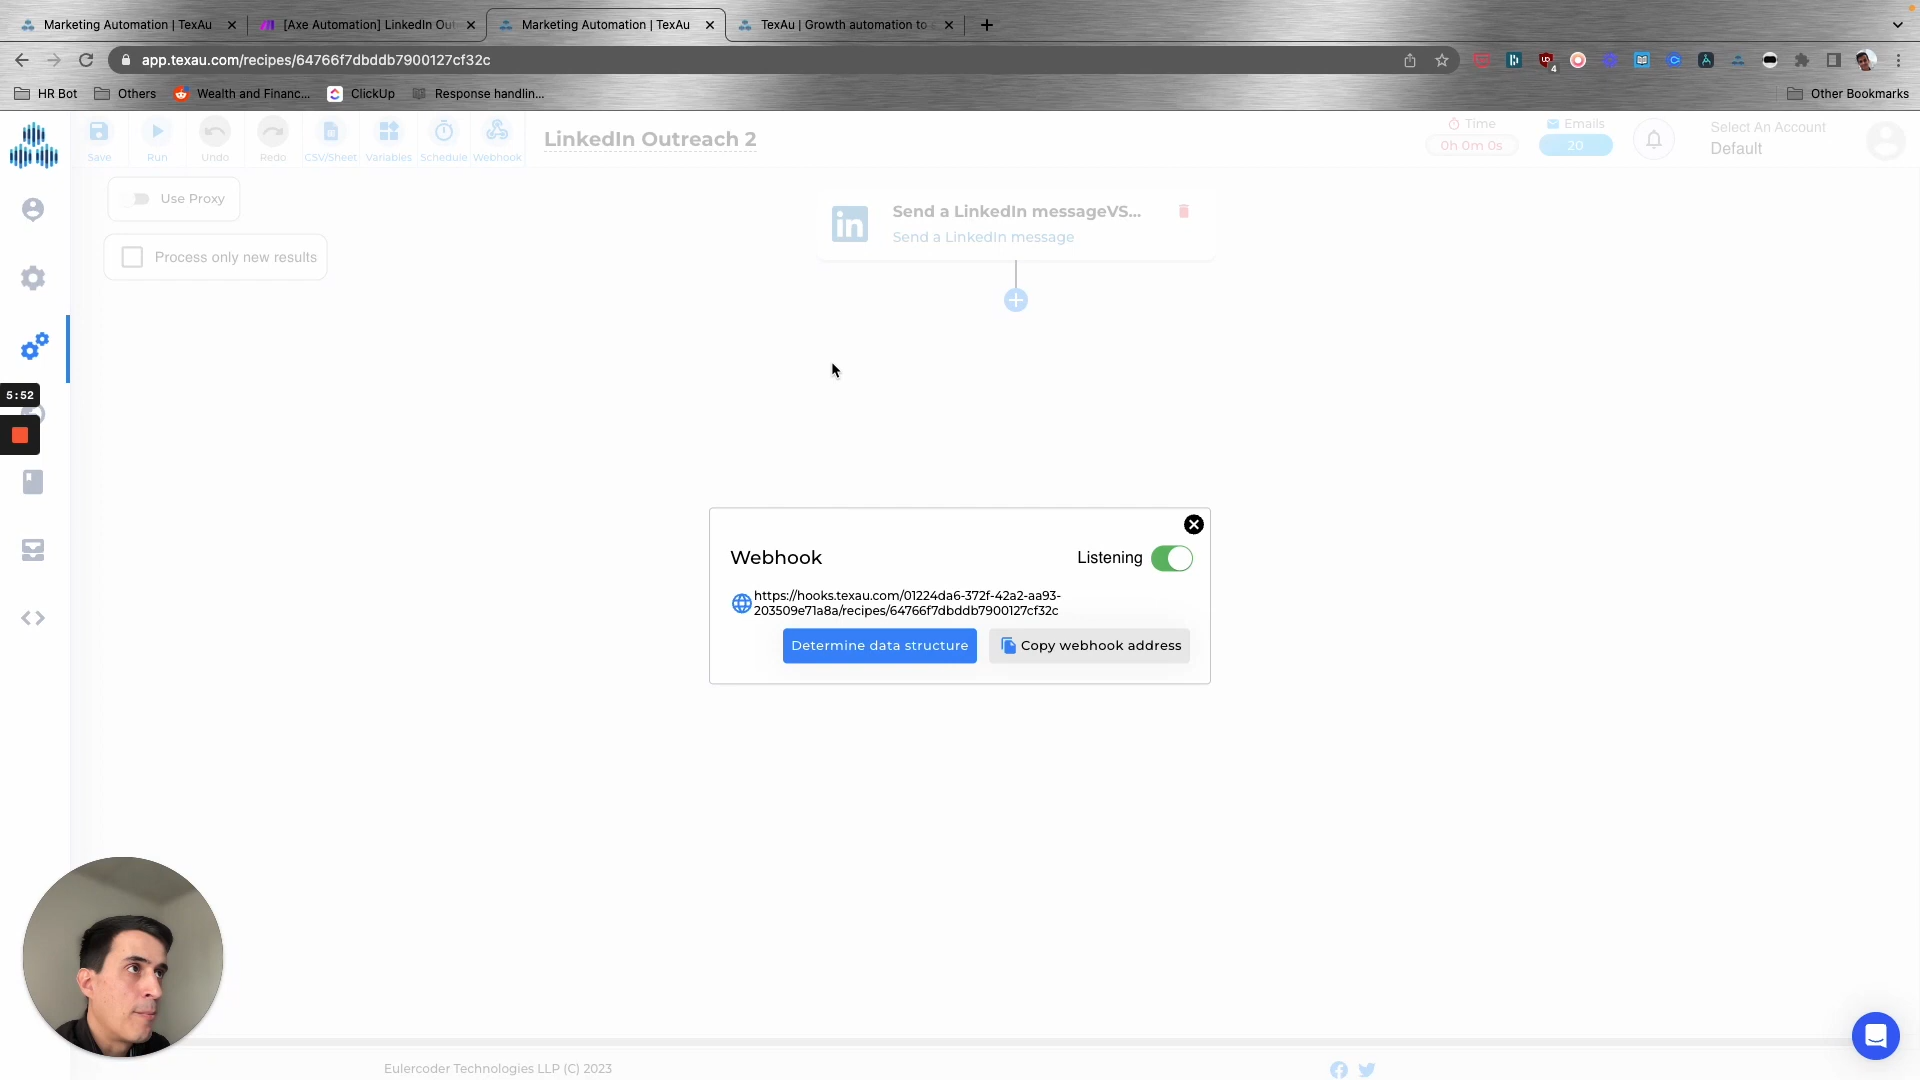 Marketing Automation | TexAu
[Axe Automation] LinkedIn Out
Marketing Automation | TexAu
TexAu | Growth automation to
app.texau.com/recipes/64766f7dbddb7900127cf32c
4
HR Bot
Others
Wealth and Financ...
ClickUp
Response handlin...
Other Bookmarks
Save
Run
Undo
Redo
CSV/Sheet
Variables
Schedule
Webhook
LinkedIn Outreach 2
Time
0h 0m 0s
Emails
20
Select An Account
Default
Use Proxy
Process only new results
Send a LinkedIn messageVS...
Send a LinkedIn message
5:52
Webhook
Listening
https://hooks.texau.com/01224da6-372f-42a2-aa93-
203509e71a8a/recipes/64766f7dbddb7900127cf32c
Determine data structure
Copy webhook address
Eulercoder Technologies LLP (C) 2023